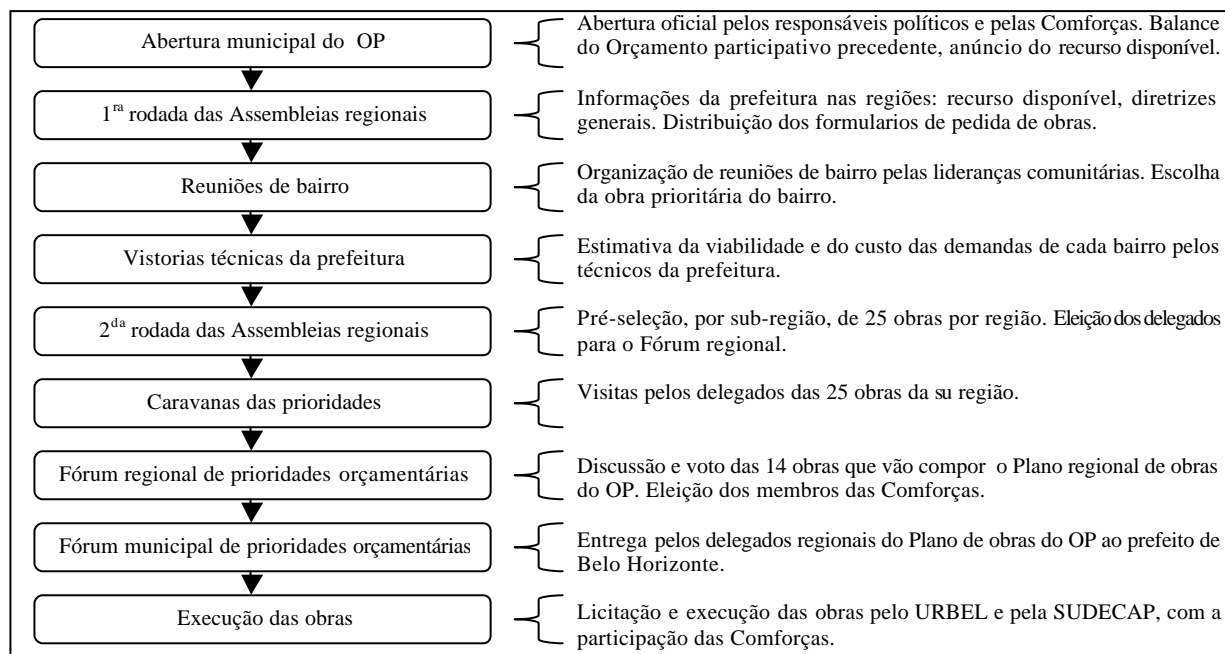 Abertura municipal do OP
Abertura oficial pelos responsáveis políticos e pelas Comforças. Balance
do Orçamento participativo precedente, anúncio do recurso disponível.
1ra rodada das Assembleias regionais
Informações da prefeitura nas regiões: recurso disponível, diretrizes
generais. Distribuição dos formularios de pedida de obras.
Reuniões de bairro
Organização de reuniões de bairro pelas lideranças comunitárias. Escolha
da obra prioritária do bairro.
Vistorias técnicas da prefeitura
Estimativa da viabilidade e do custo das demandas de cada bairro pelos
técnicos da prefeitura.
2da rodada das Assembleias regionais
Pré-seleção, por sub-região, de 25 obras por região. Eleição dos delegados
para o Fórum regional.
Caravanas das prioridades
Visitas pelos delegados das 25 obras da su região.
Fórum regional de prioridades orçamentárias
Discussão e voto das 14 obras que vão compor o Plano regional de obras
do OP. Eleição dos membros das Comforças.
Fórum municipal de prioridades orçamentárias
Entrega pelos delegados regionais do Plano de obras do OP ao prefeito de
Belo Horizonte.
Execução das obras
Licitação e execução das obras pelo URBEL e pela SUDECAP, com a
participação das Comforças.